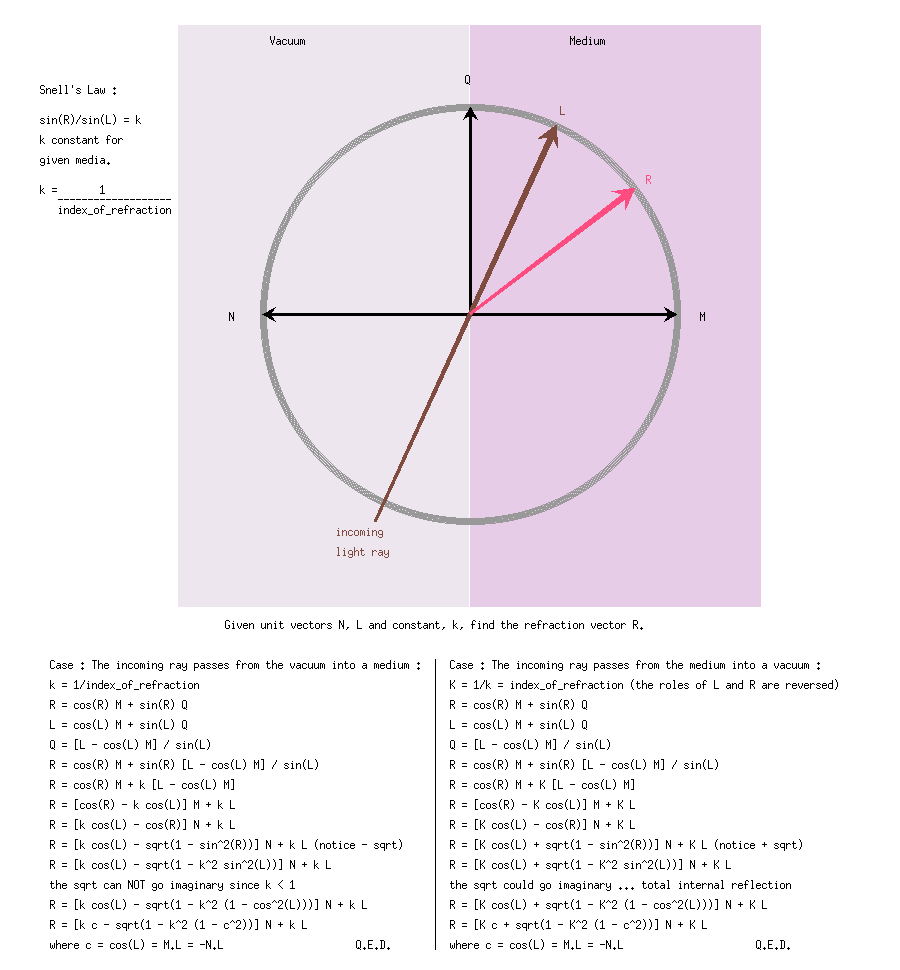 Vacuum
Medium
Q
Snell's Law :
L
sin(R)/sin(L) = k
k constant for
given media.
R
k = 1
-------------------
index_of_refraction
N
M
incoming
light ray
Given unit vectors N, L and constant, k, find the refraction vector R.
Case : The incoming ray passes from the vacuum into a medium :
k = 1/index_of_refraction
R = cos(R) M + sin(R) Q
L = cos(L) M + sin(L) Q
Q = [L - cos(L) M] / sin(L)
R = cos(R) M + sin(R) [L - cos(L) M] / sin(L)
R = cos(R) M + k [L - cos(L) M]
R = [cos(R) - k cos(L)] M + k L
R = [k cos(L) - cos(R)] N + k L
R = [k cos(L) - sqrt(1 - sin^2(R))] N + k L (notice - sqrt)
R = [k cos(L) - sqrt(1 - k^2 sin^2(L))] N + k L
the sqrt can NOT go imaginary since k < 1
R = [k cos(L) - sqrt(1 - k^2 (1 - cos^2(L)))] N + k L
R = [k c - sqrt(1 - k^2 (1 - c^2))] N + k L
where c = cos(L) = M.L = -N.L Q.E.D.
Case : The incoming ray passes from the medium into a vacuum :
K = 1/k = index_of_refraction (the roles of L and R are reversed)
R = cos(R) M + sin(R) Q
L = cos(L) M + sin(L) Q
Q = [L - cos(L) M] / sin(L)
R = cos(R) M + sin(R) [L - cos(L) M] / sin(L)
R = cos(R) M + K [L - cos(L) M]
R = [cos(R) - K cos(L)] M + K L
R = [K cos(L) - cos(R)] N + K L
R = [K cos(L) + sqrt(1 - sin^2(R))] N + K L (notice + sqrt)
R = [K cos(L) + sqrt(1 - K^2 sin^2(L))] N + K L
the sqrt could go imaginary ... total internal reflection
R = [K cos(L) + sqrt(1 - K^2 (1 - cos^2(L)))] N + K L
R = [K c + sqrt(1 - K^2 (1 - c^2))] N + K L
where c = cos(L) = M.L = -N.L Q.E.D.